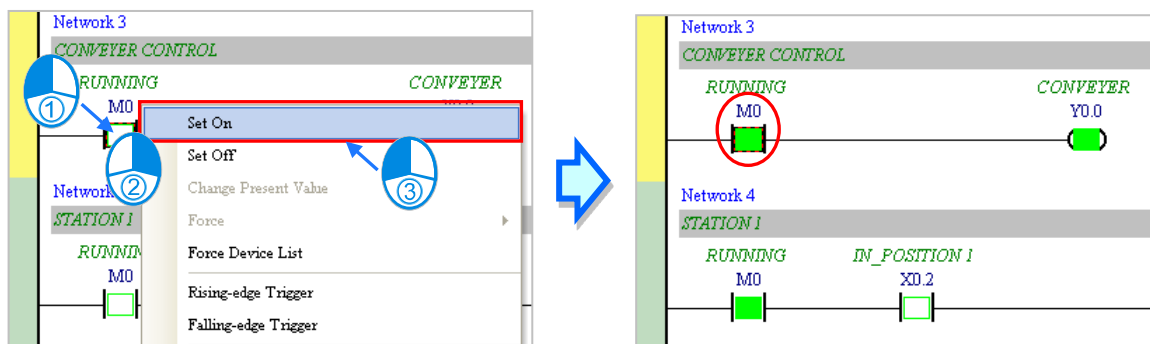 Network 3
CONVEYER CONTROL
RUNNING
CONVEYER
M0
①
Set On
Set Off
②
③
Change Present Value
Network
STATION 1
Force
RUNNIN
Force Device List
M0
Rising-edge Trigger
Falling-edge Trigger
Network 3
CONVEYER CONTROL
RUNNING
CONVEYER
M0
Y0.0
Network 4
STATION 1
RUNNING
IN_POSITION 1
M0
X0.2